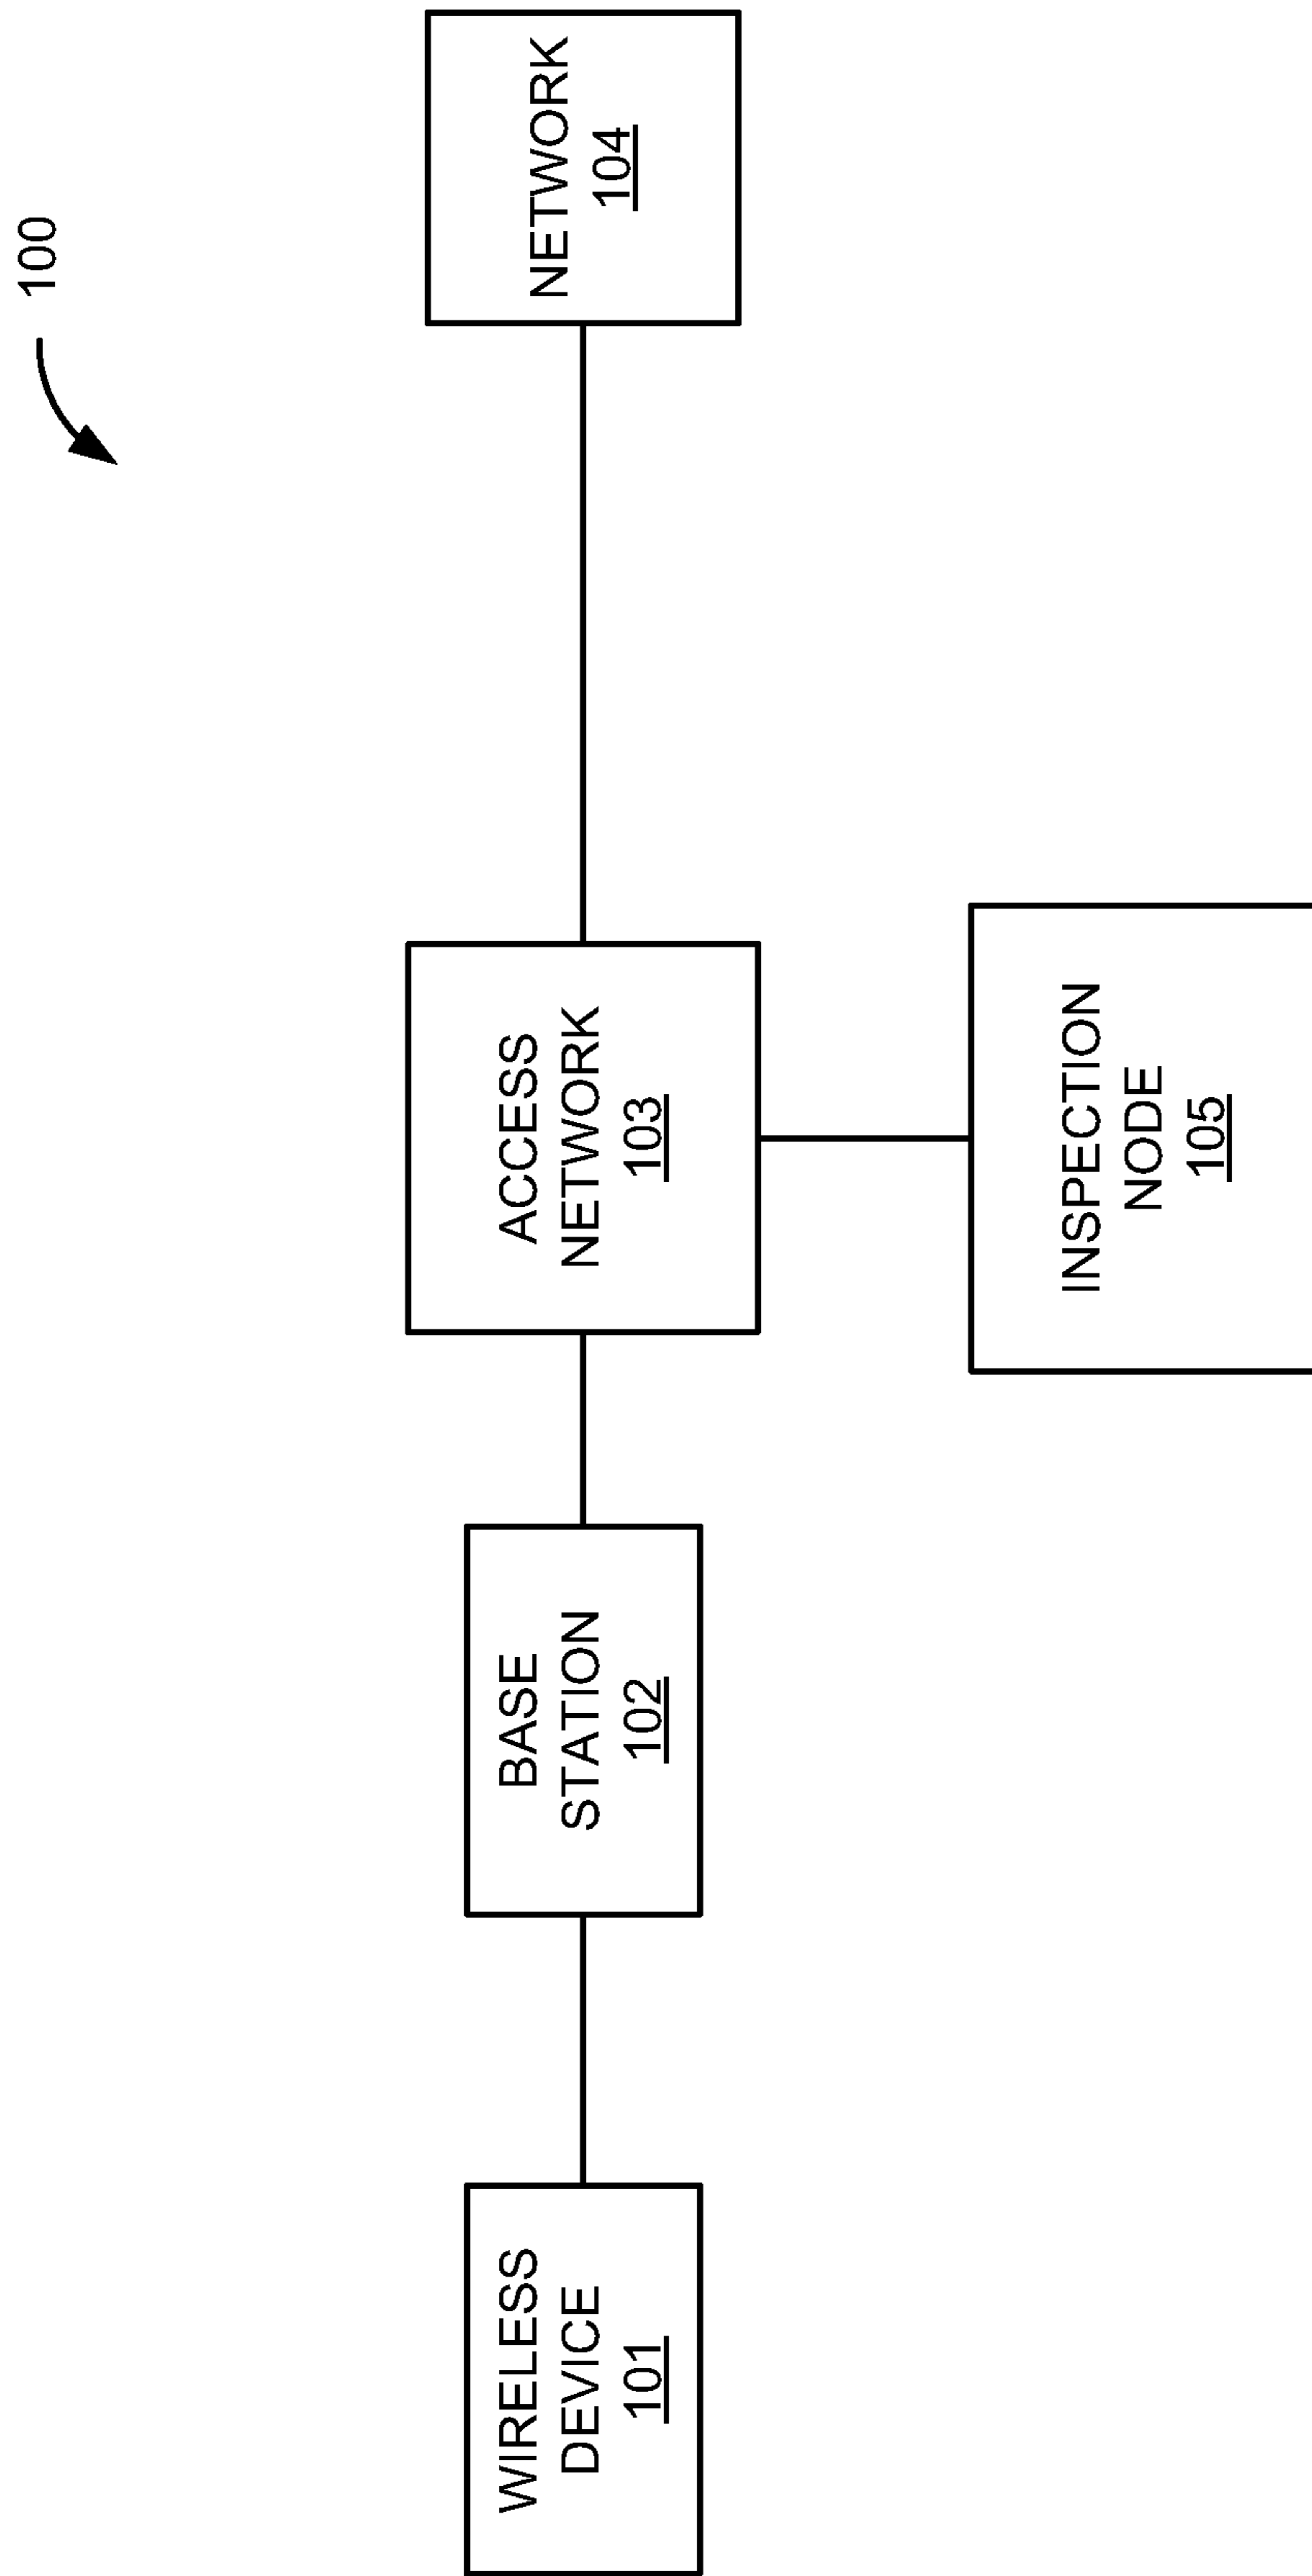 100
WIRELESS
DEVICE
101
BASE
STATION
102
ACCESS
NETWORK
103
NETWORK
104
INSPECTION
NODE
105